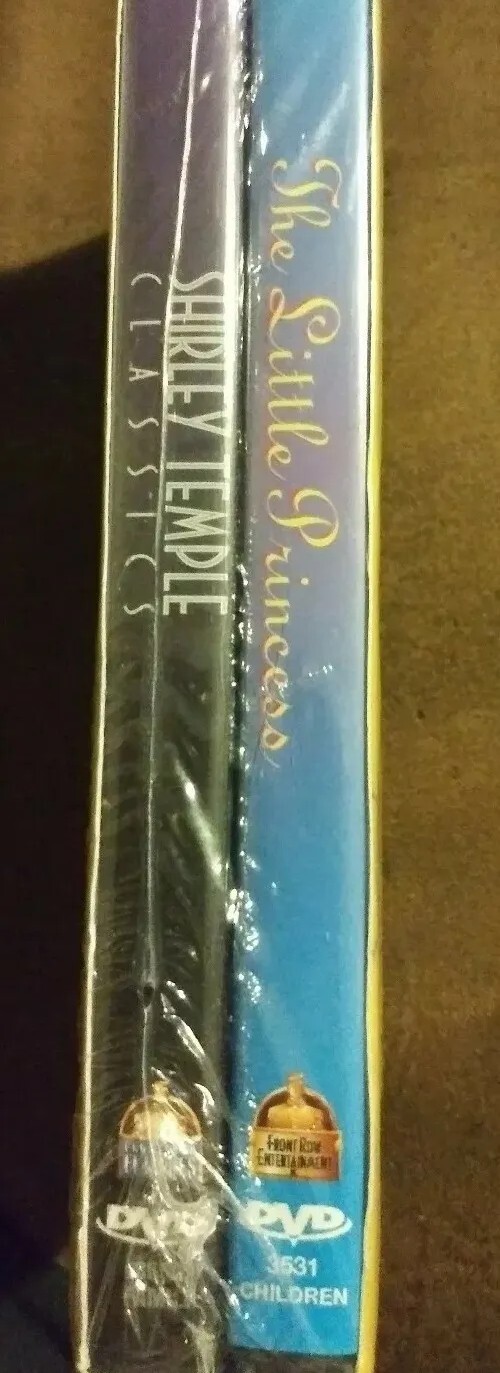 SHIRLEY TEMPLE
CLASSICS
DVD
The Little Princess
FRONT ROW
ENTERTAINMENT
DVD
3531
CHILDREN